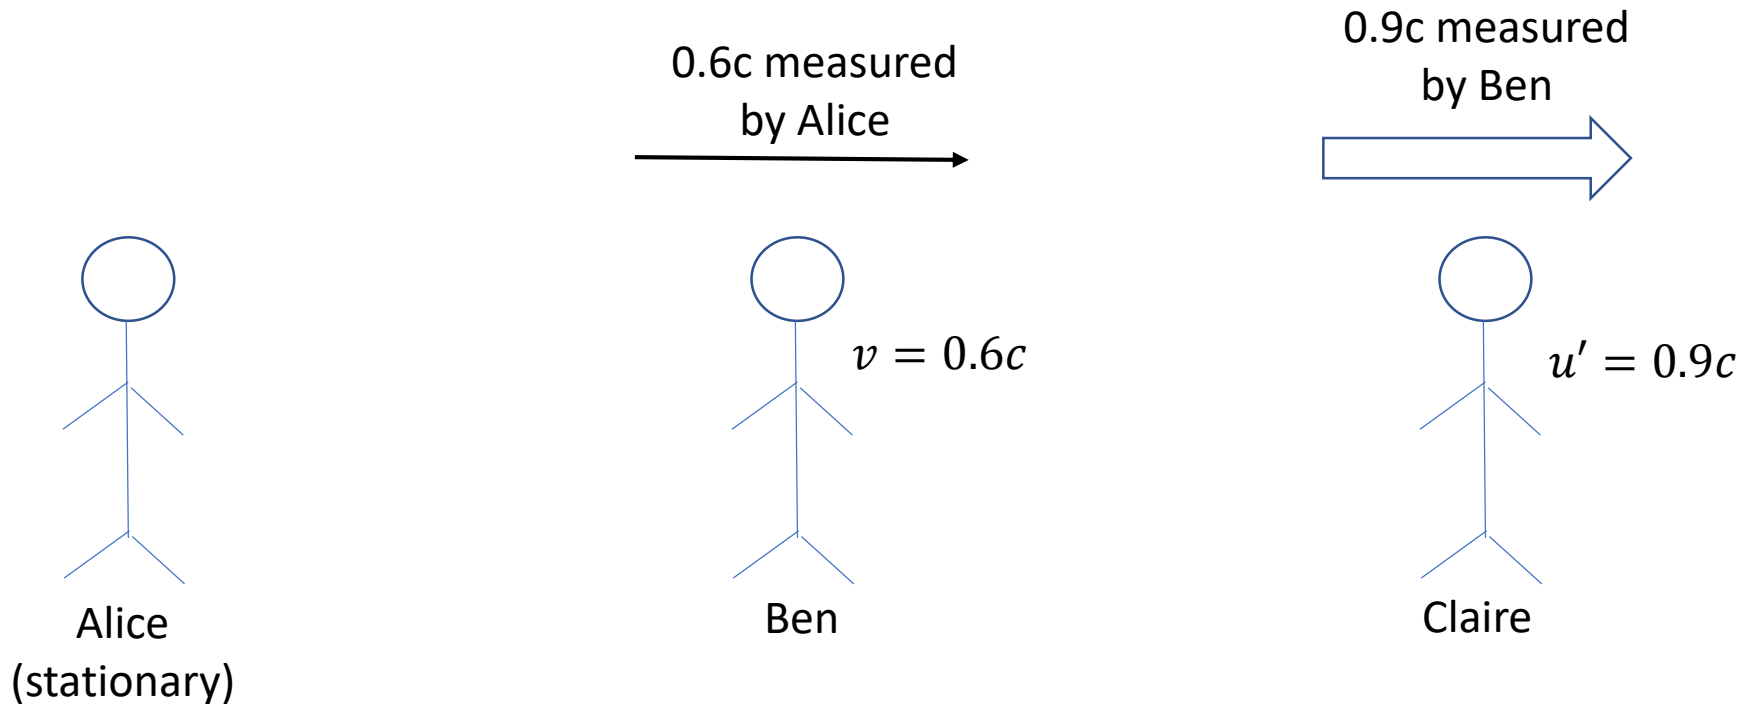 0.6c measured
by Alice
0.9c measured
by Ben
v = 0.6c
u′ = 0.9c
Alice
(stationary)
Ben
Claire